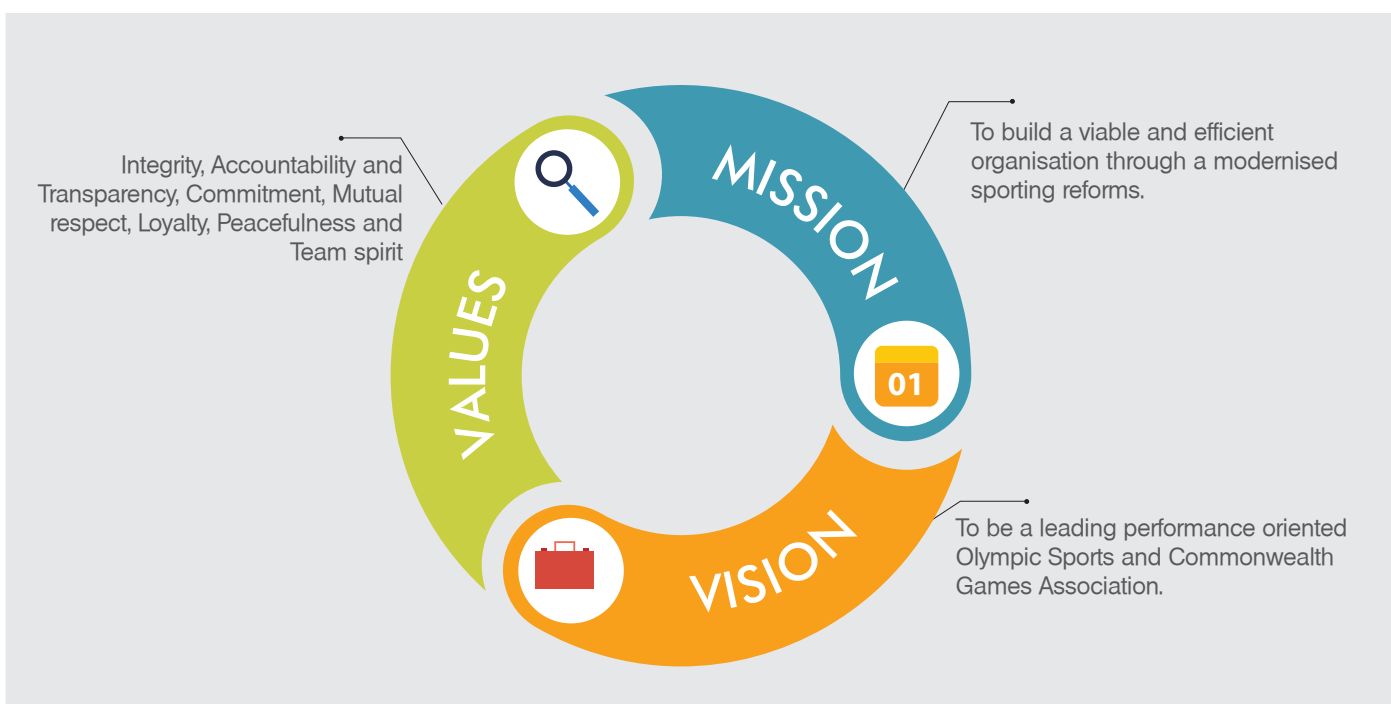 MISSION
To build a viable and efficient
organisation through a modernised
sporting reforms.
01
VISION
To be a leading performance oriented
Olympic Sports and Commonwealth
Games Association.
VALUES
Integrity, Accountability and
Transparency, Commitment, Mutual
respect, Loyalty, Peacefulness and
Team spirit